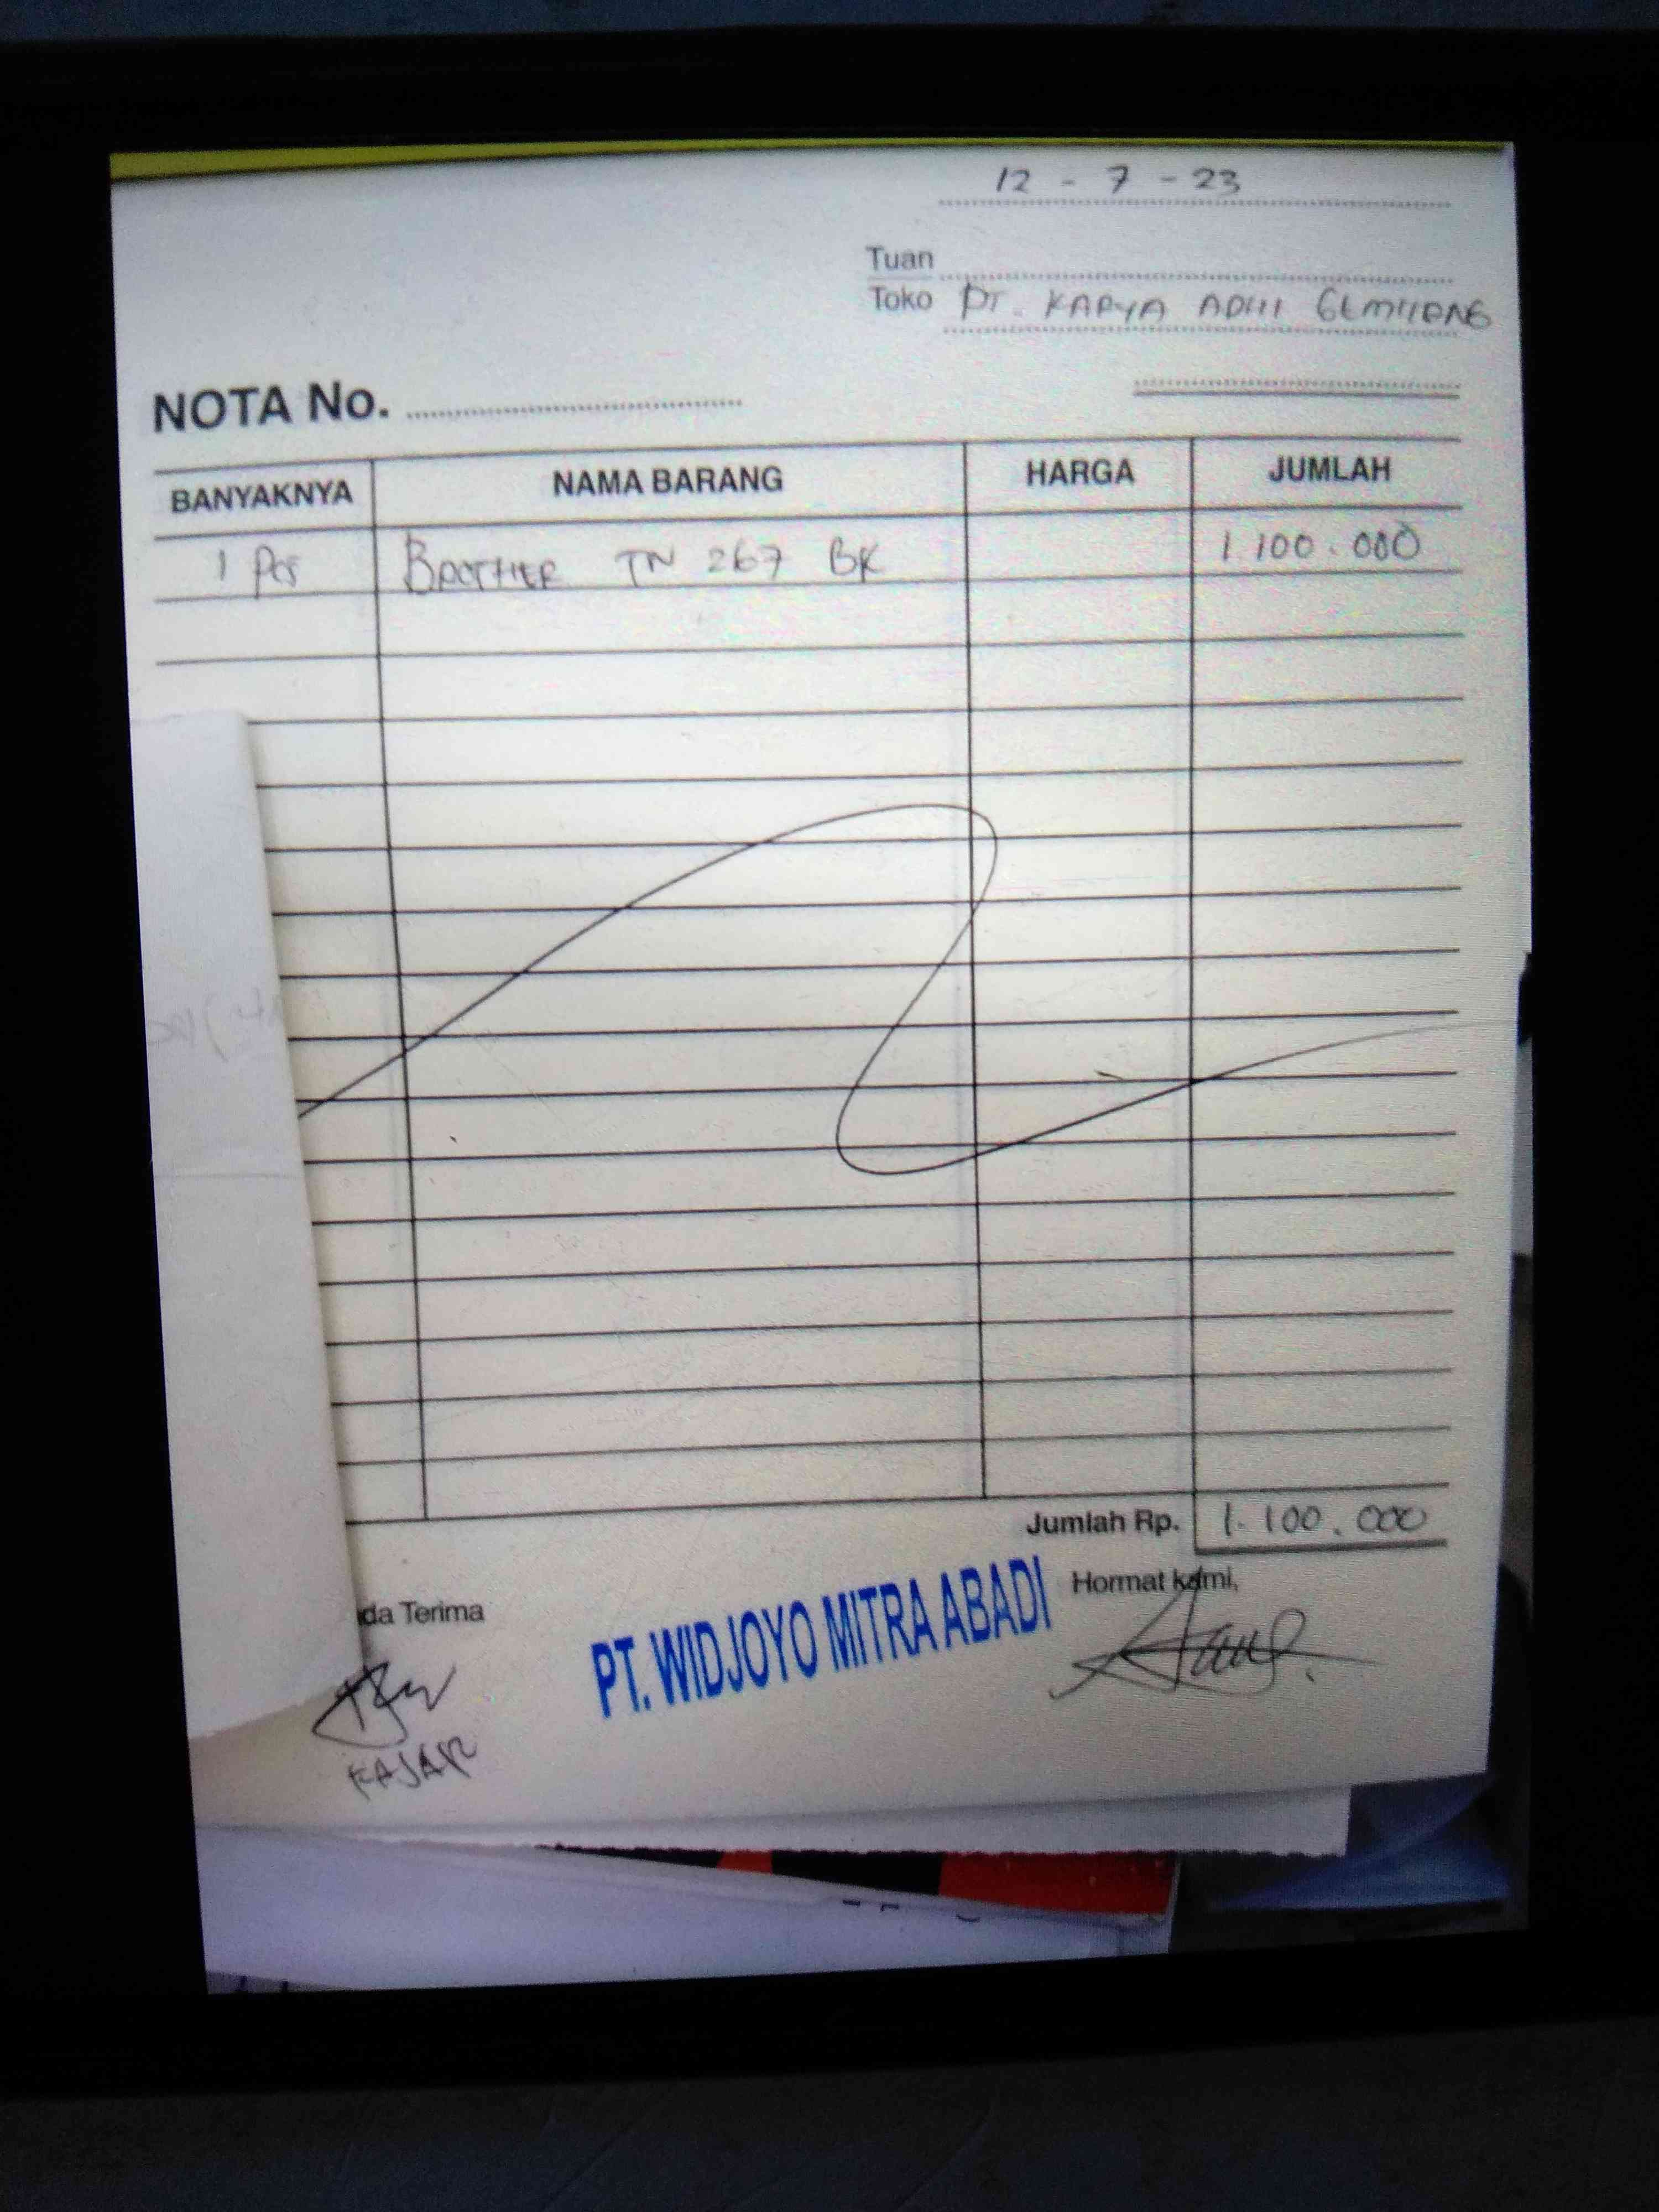 12 - 7 - 23
Tuan
Toko PT. KARYA ADHI
NOTA No.
BANYAKNYA NAMA BARANG HARGA JUMLAH
1 Pcs BROTHER TN 267 BK 1.100.000
Jumlah Rp. 1.100.000
da Terima PT. WIDJOYO MITRA ABADI Hormat kami,
FAJAR